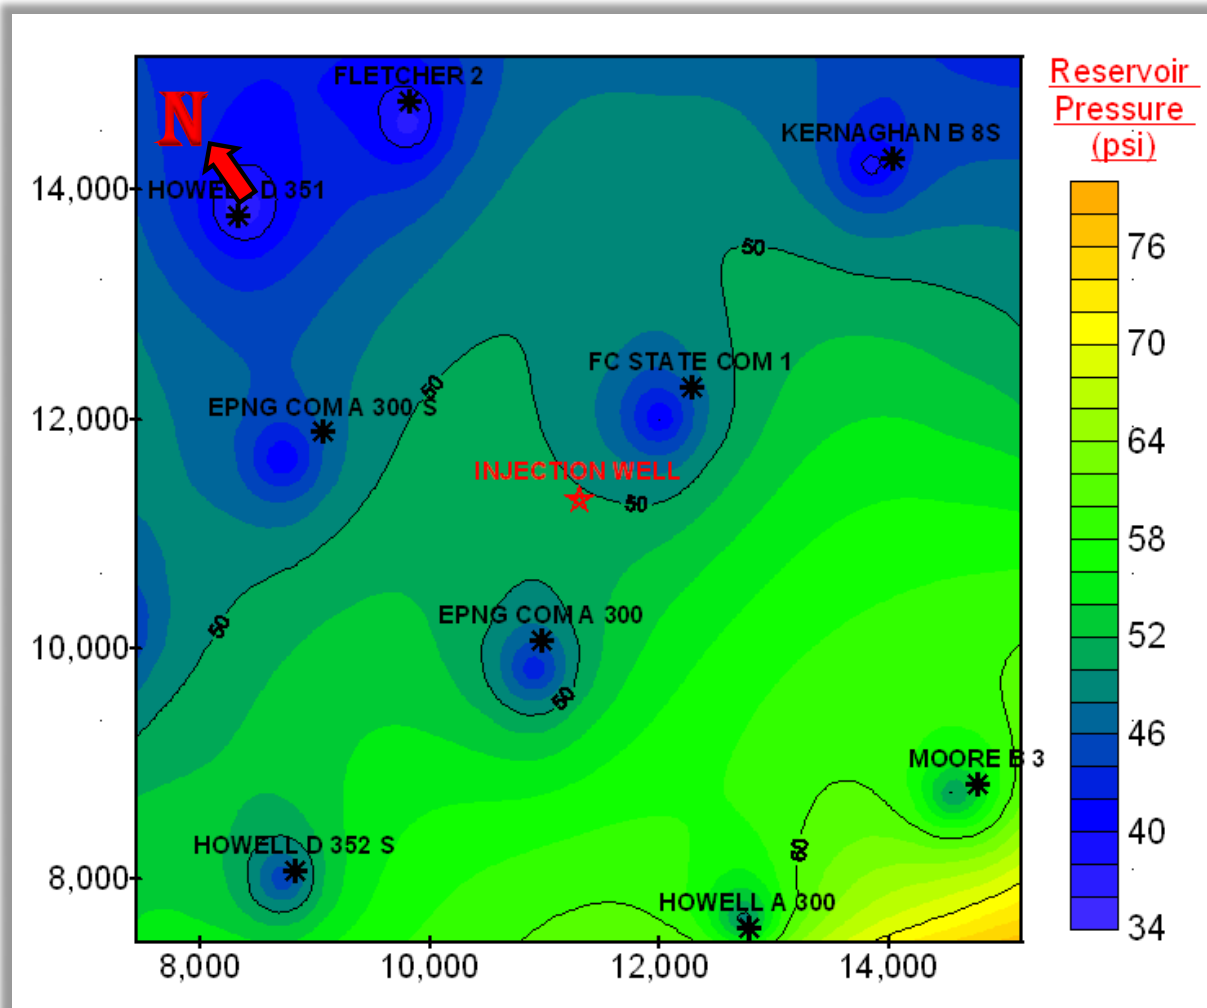 FLETCHER 2
Reservoir
Pressure
(psi)
N
KERNAGHAN B 8S
14,000
HOWELL D 351
50
76
70
FC STATE COM 1
50
EPNG COM A 300 S
12,000
64
INJECTION WELL
50
58
EPNG COM A 300
50
52
10,000
50
46
MOORE B 3
HOWELL D 352 S
60
40
8,000
HOWELL A 300
34
8,000
10,000
12,000
14,000